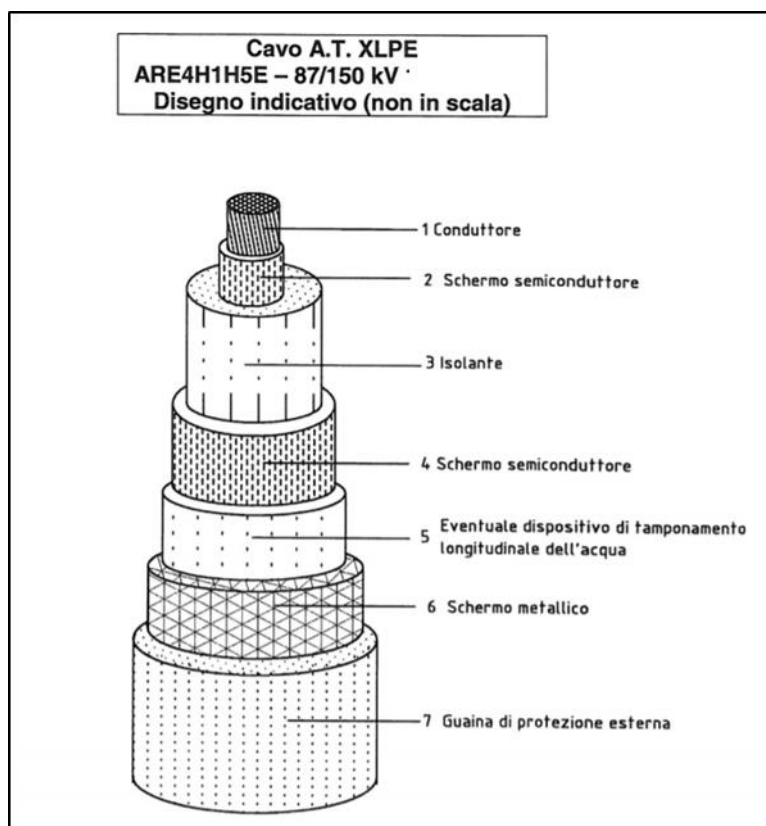 Cavo A.T. XLPE
ARE4H1H5E – 87/150 kV
Disegno indicativo (non in scala)
1 Conduttore
2 Schermo semiconduttore
3 Isolante
4 Schermo semiconduttore
5 Eventuale dispositivo di tamponamento
longitudinale dell'acqua
6 Schermo metallico
7 Guaina di protezione esterna